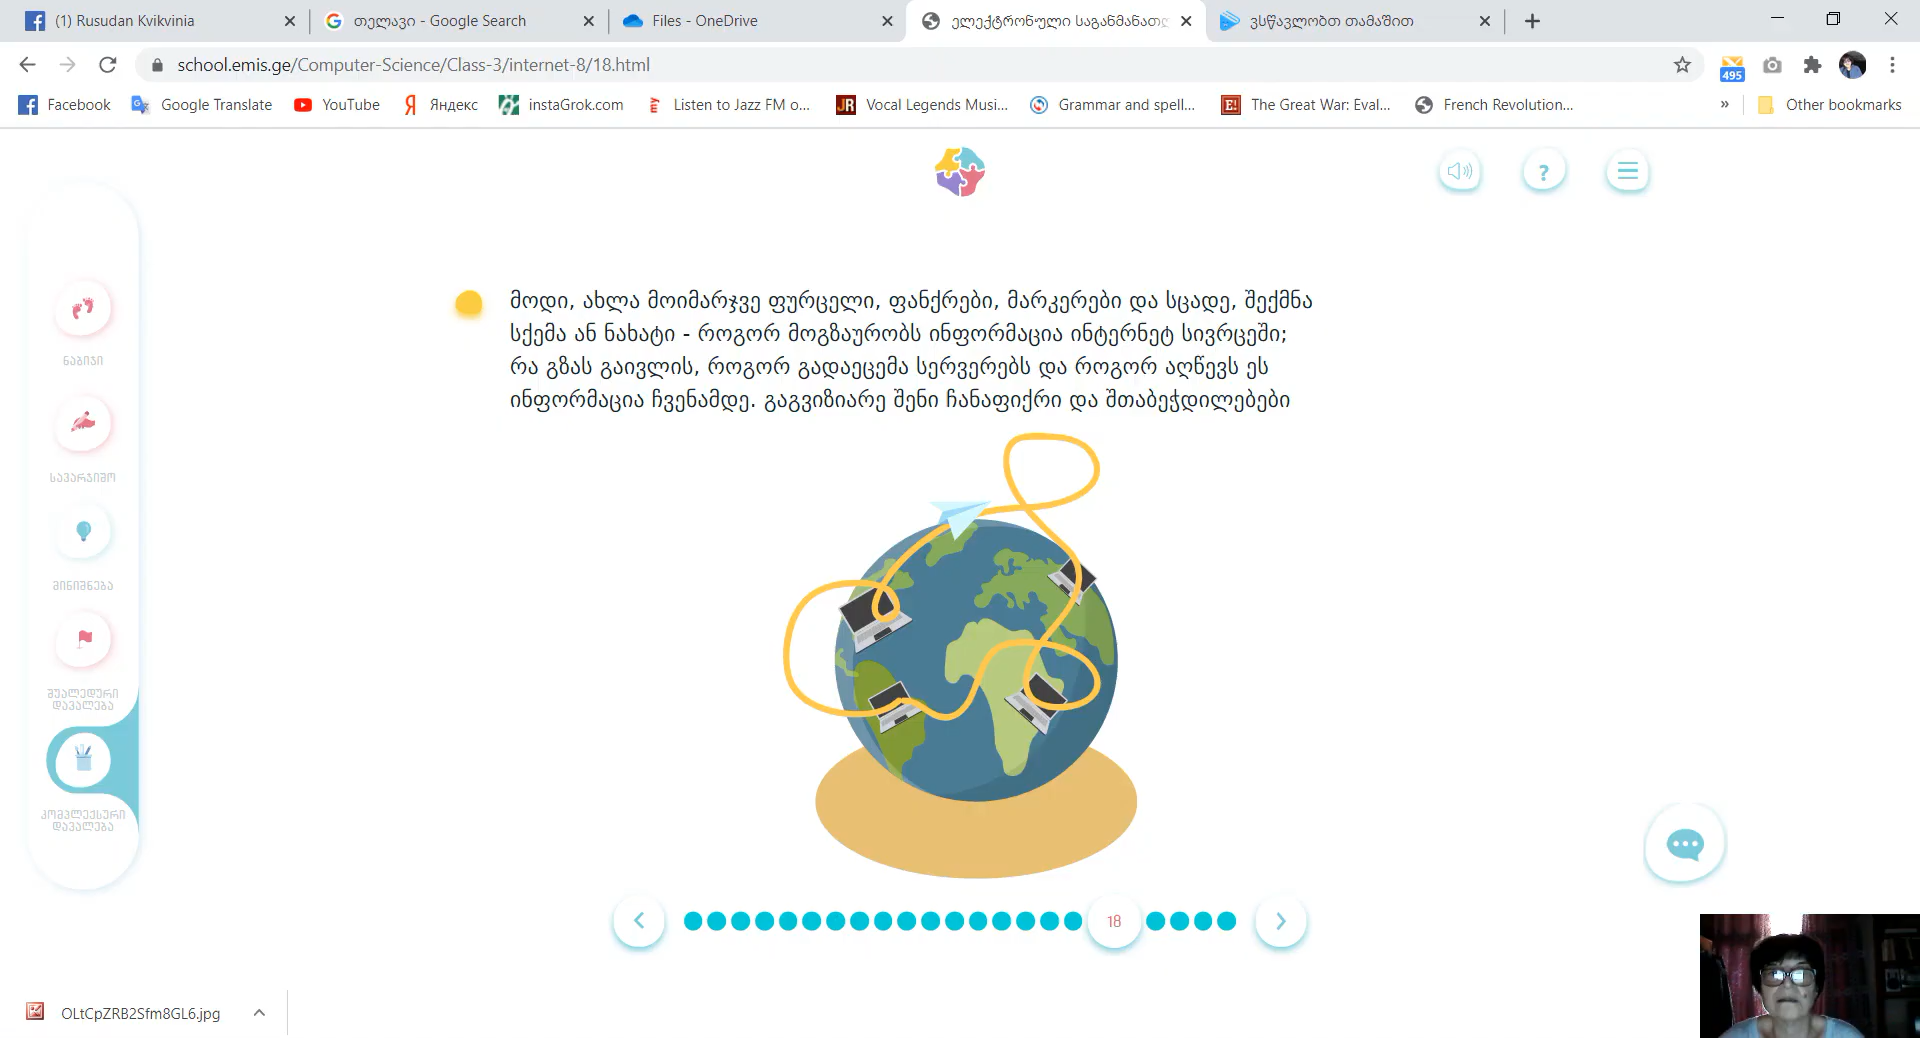 (1) Rusudan Kvikvinia
თელავი - Google Search
Files - OneDrive
ელექტრონული საგანმანათლ
ვსწავლობთ თამაშით
school.emis.ge/Computer-Science/Class-3/internet-8/18.html
495
Facebook
Google Translate
YouTube
Яндекс
instaGrok.com
Listen to Jazz FM o...
Vocal Legends Musi...
Grammar and spell...
The Great War: Eval...
French Revolution...
»
Other bookmarks
?
ნაბიჯი
სავარჯიშო
მინიშნება
შუალედური
დავალება
კომპლექსური
დავალება
მოდი, ახლა მოიმარჯვე ფურცელი, ფანქრები, მარკერები და სცადე, შექმნა
სქემა ან ნახატი - როგორ მოგზაურობს ინფორმაცია ინტერნეტ სივრცეში;
რა გზას გაივლის, როგორ გადაეცემა სერვერებს და როგორ აღწევს ეს
ინფორმაცია ჩვენამდე. გაგვიზიარე შენი ჩანაფიქრი და შთაბეჭდილებები
18
OLtCpZRB2Sfm8GL6.jpg